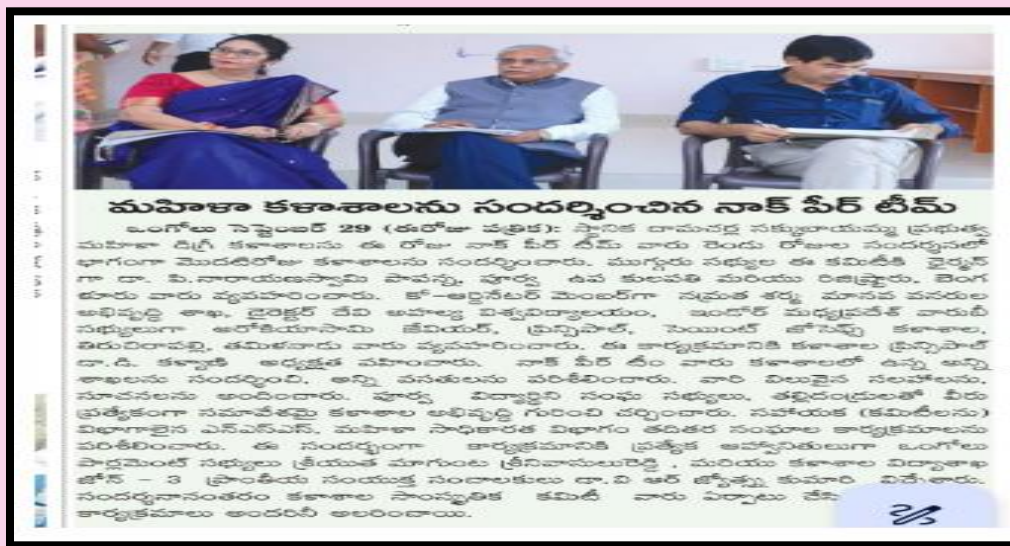 మహిళా కళాశాలను సందర్శించిన నాక్ పీర్ టీమ్
ఒంగోలు సెప్టెంబర్ 29 (ఈరోజు పత్రిక): స్థానిక దామచర్ల సక్కుబాయమ్మ ప్రభుత్వ
మహిళా డిగ్రీ కళాశాలను ఈ రోజు నాక్ పీర్ టీమ్ వారు రెండు రోజుల సందర్శనలో
భాగంగా మొదటిరోజు కళాశాలను సందర్శించారు. ముగ్గురు సభ్యుల ఈ కమిటీకి చైర్మన్
గా డా. పి.నారాయణస్వామి పాపన్న, పూర్వ ఉప కులపతి మరియు రిజిస్ట్రారు, బెంగ
ళూరు వారు వ్యవహరించారు. కో-ఆర్డినేటర్ మెంబర్‌గా నమ్రత శర్మ మానవ వనరుల
అభివృద్ధి శాఖ, డైరెక్టర్ దేవి అహల్య విశ్వవిద్యాలయం, ఇండోర్ మధ్యప్రదేశ్ వారుబీ
సభ్యులుగా అరోకియాసామి జేవియర్, ప్రిన్సిపాల్, సెయింట్ జోసెఫ్స్ కళాశాల,
తిరుచిరాపల్లి, తమిళనాడు వారు వ్యవహరించారు. ఈ కార్యక్రమానికి కళాశాల ప్రిన్సిపాల్
డా.డి. కళ్యాణి అధ్యక్షత వహించారు. నాక్ పీర్ టీం వారు కళాశాలలో ఉన్న అన్ని
శాఖలను సందర్శించి, అన్ని వసతులను పరిశీలించారు. వారి విలువైన సలహాలను,
సూచనలను అందించారు. పూర్వ విద్యార్థిని సంఘ సభ్యులు, తల్లిదండ్రులతో వీరు
ప్రత్యేకంగా సమావేశమై కళాశాల అభివృద్ధి గురించి చర్చించారు. సహాయక (కమిటీలను)
విభాగాలైన ఎన్ఎస్ఎస్, మహిళా సాధికారత విభాగం తదితర సంఘాల కార్యక్రమాలను
పరిశీలించారు. ఈ సందర్భంగా కార్యక్రమానికి ప్రత్యేక ఆహ్వానితులుగా ఒంగోలు
పార్లమెంట్ సభ్యులు శ్రీయుత మాగుంట శ్రీనివాసులురెడ్డి , మరియు కళాశాల విద్యాశాఖ
జోన్ - 3 ప్రాంతీయ సంయుక్త సంచాలకులు డా.వి ఆర్ జ్యోత్స్న కుమారి విచ్చేశారు.
సందర్శనానంతరం కళాశాల సాంస్కృతిక కమిటీ వారు ఏర్పాటు
కార్యక్రమాలు అందరినీ అలరించాయి.